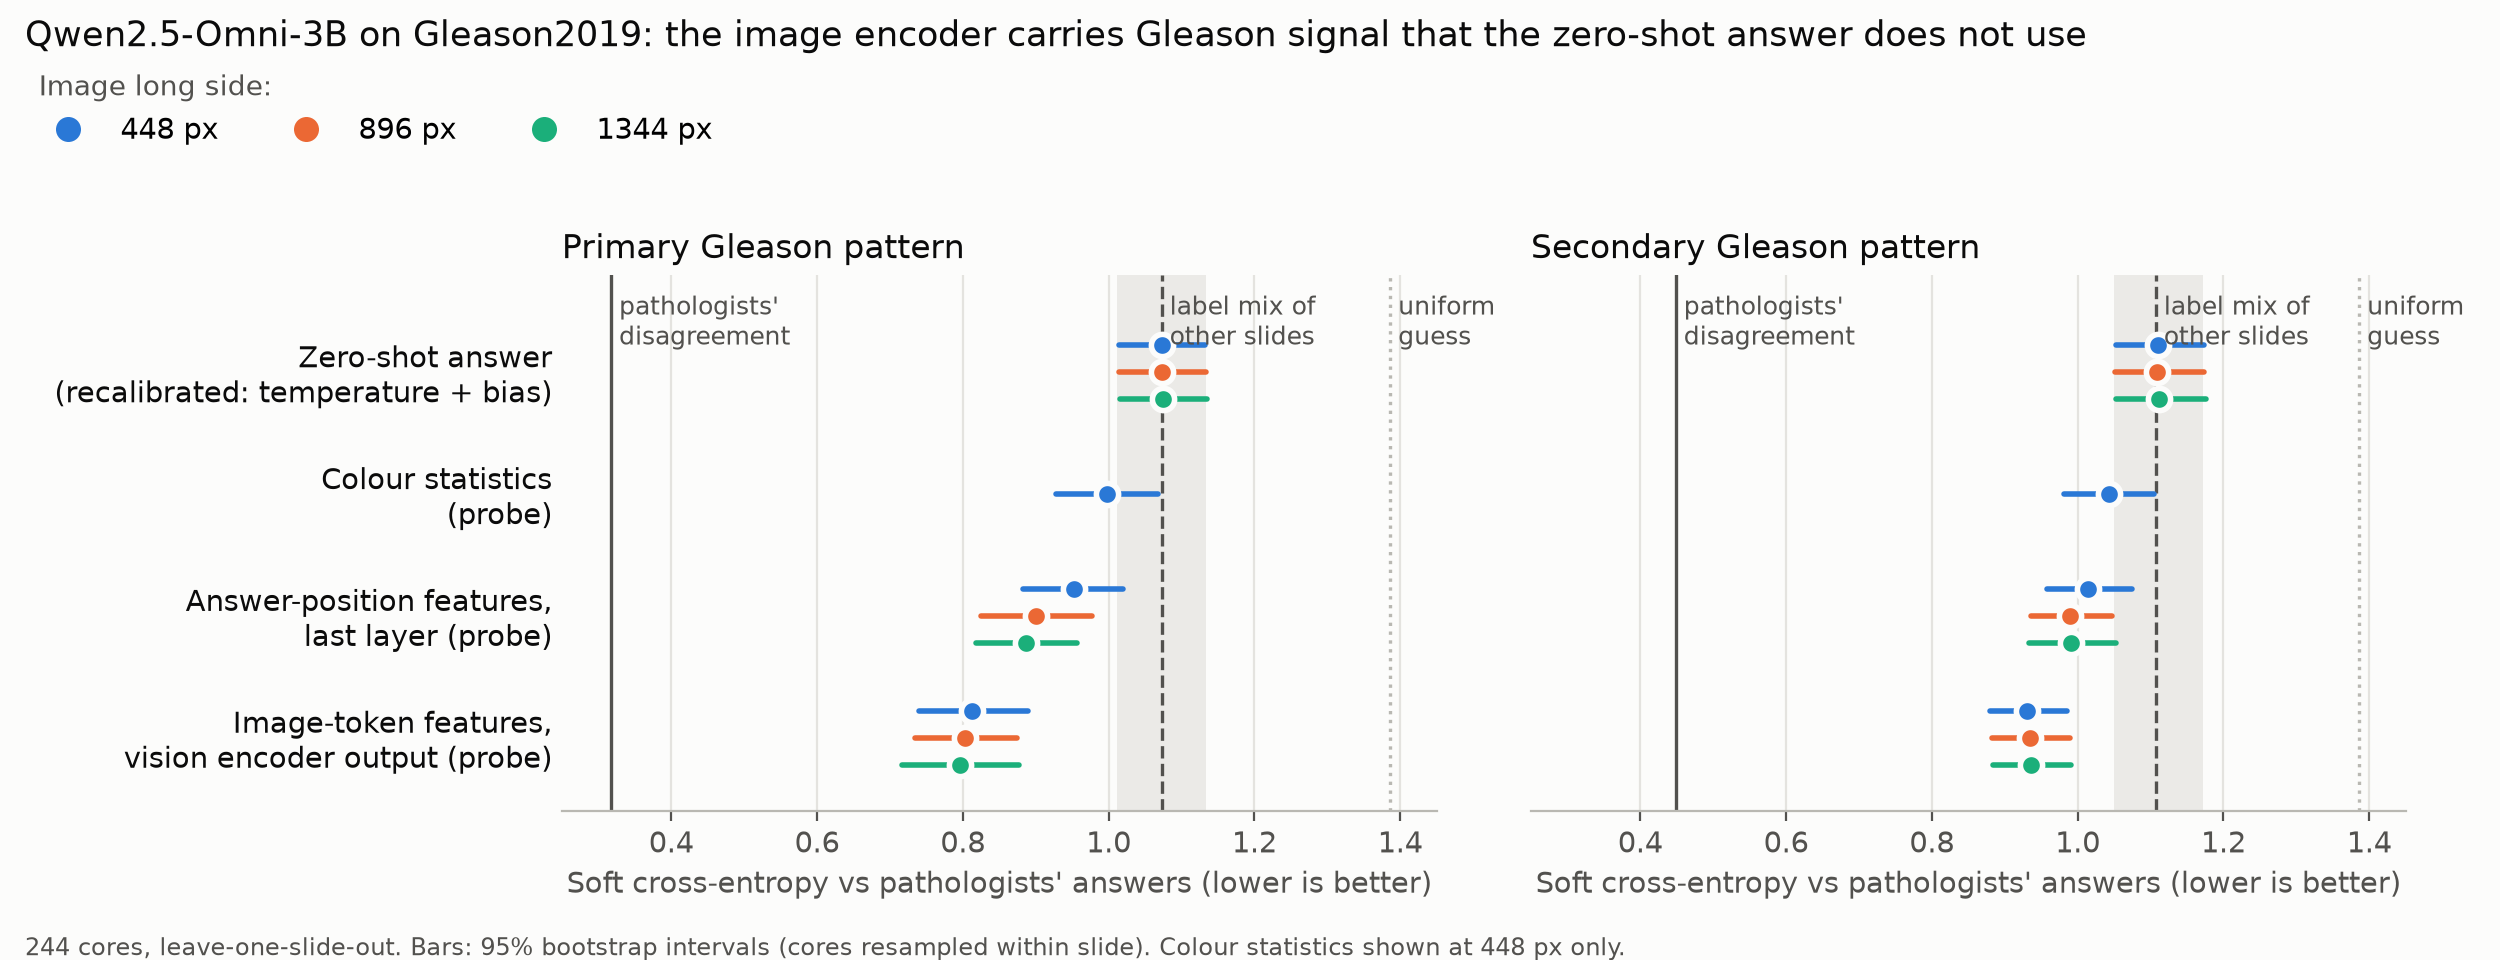 Qwen2.5-Omni-3B on Gleason2019: the image encoder carries Gleason signal that the zero-shot answer does not use
Image long side:
448 px
896 px
1344 px
Primary Gleason pattern
pathologists'
disagreement
label mix of
other slides
uniform
guess
Zero-shot answer
(recalibrated: temperature + bias)
Colour statistics
(probe)
Answer-position features,
last layer (probe)
Image-token features,
vision encoder output (probe)
0.4 0.6 0.8 1.0 1.2 1.4
Soft cross-entropy vs pathologists' answers (lower is better)
Secondary Gleason pattern
pathologists'
disagreement
label mix of
other slides
uniform
guess
0.4 0.6 0.8 1.0 1.2 1.4
Soft cross-entropy vs pathologists' answers (lower is better)
244 cores, leave-one-slide-out. Bars: 95% bootstrap intervals (cores resampled within slide). Colour statistics shown at 448 px only.